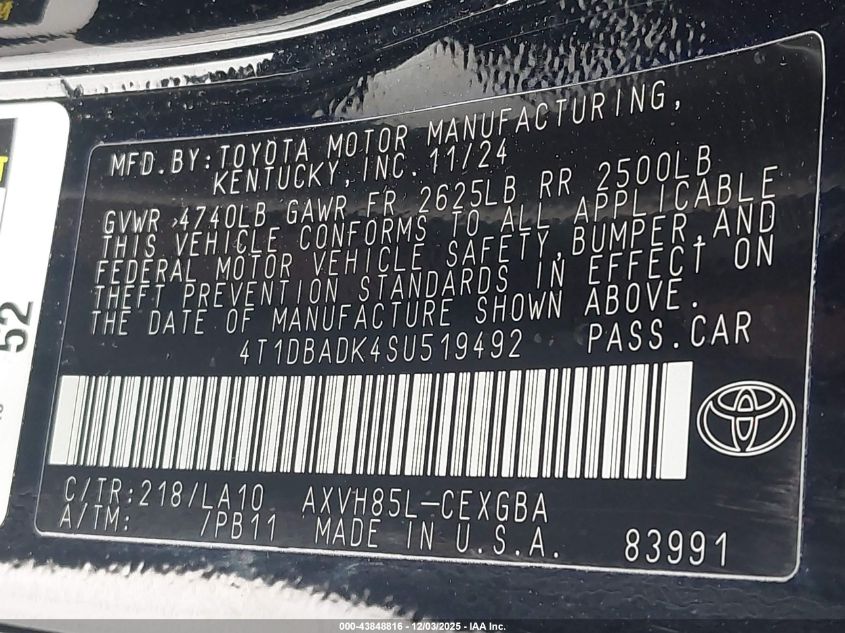 MFD.BY:TOYOTA MOTOR MANUFACTURING,
KENTUCKY,INC. 11/24
GVWR 4740LB GAWR FR 2625LB RR 2500LB
THIS VEHICLE CONFORMS TO ALL APPLICABLE
FEDERAL MOTOR VEHICLE SAFETY,BUMPER,AND
THEFT PREVENTION STANDARDS IN EFFECT ON
THE DATE OF MANUFACTURE SHOWN ABOVE.
4T1DBADK4SU519492 PASS.CAR
C/TR:218/LA10 AXVH85L-CEXGBA
A/TM: /PB11 MADE IN U.S.A. 83991
52
000-43848816 - 12/03/2025 - IAA Inc.